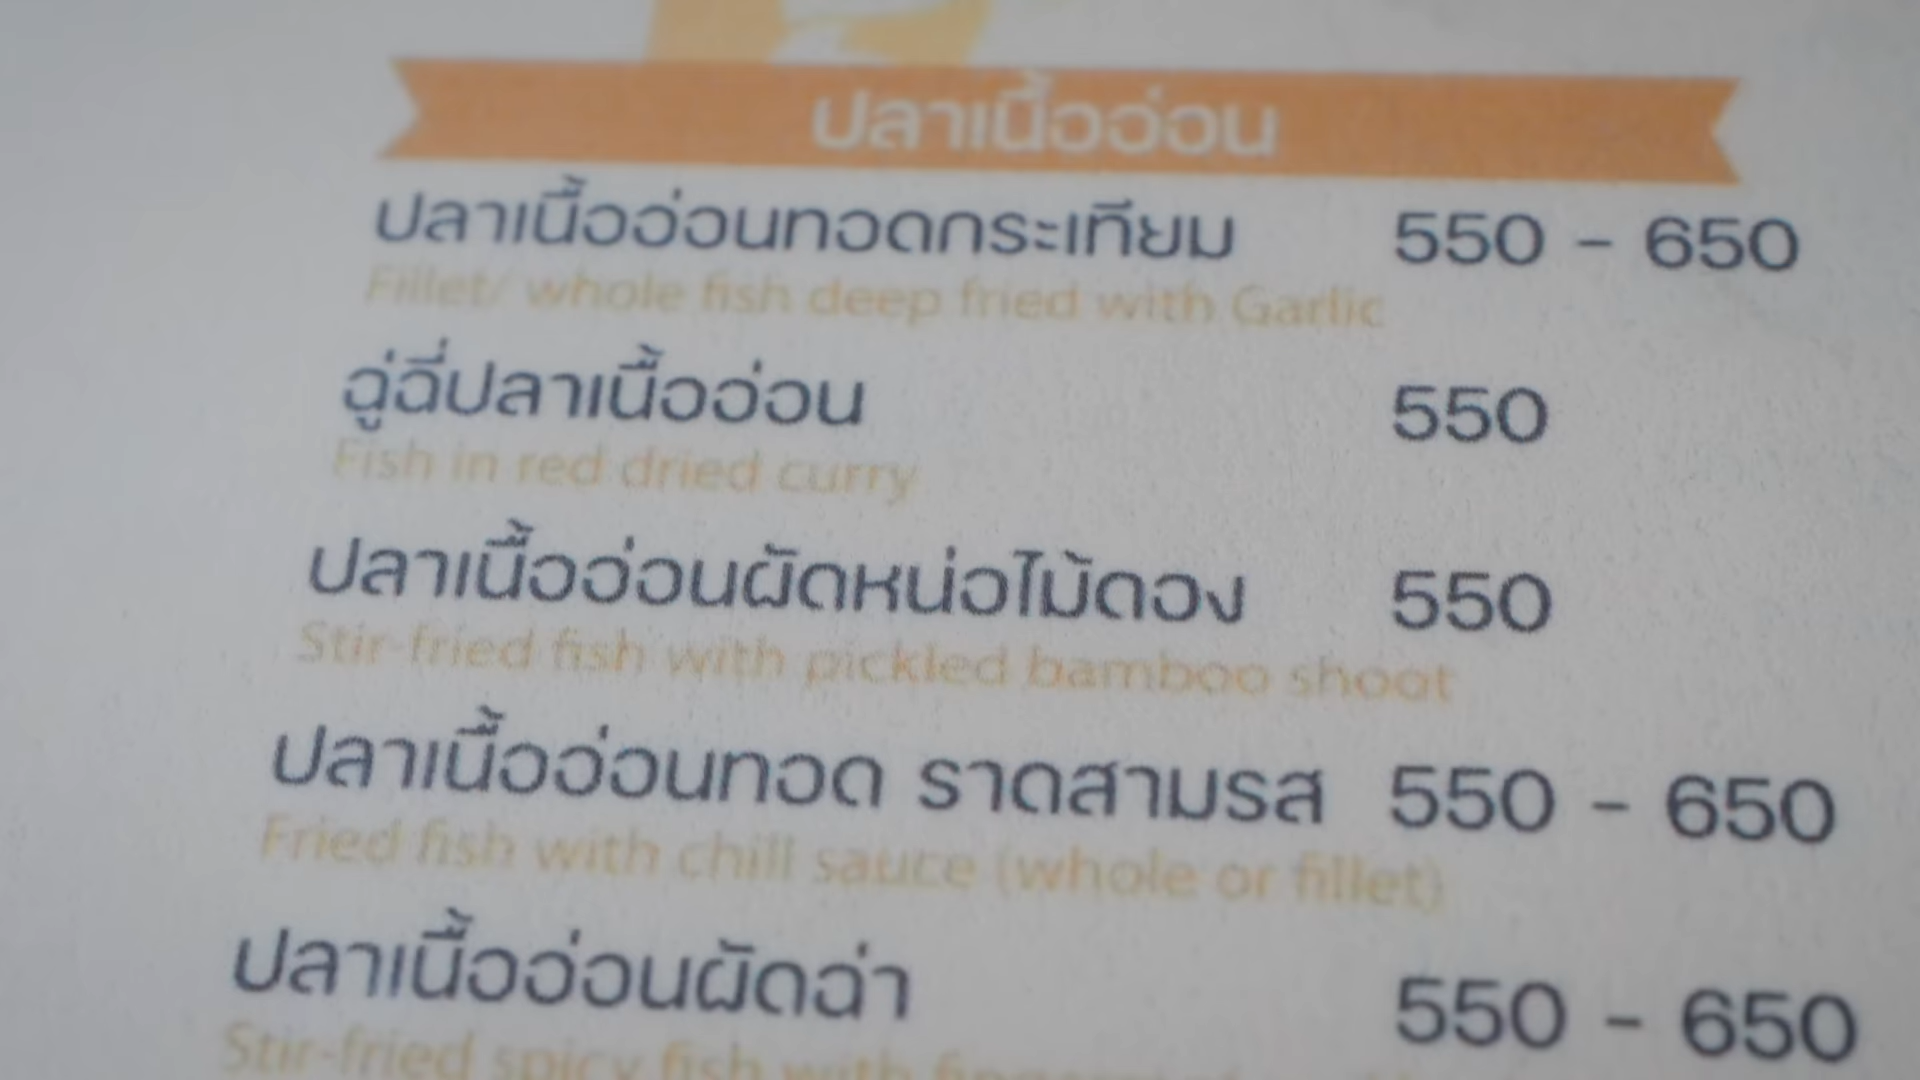 ปลาเนื้ออ่อน
ปลาเนื้ออ่อนทอดกระเทียม 550 - 650
Fillet/ whole fish deep fried with Garlic
ฉู่ฉี่ปลาเนื้ออ่อน 550
Fish in red dried curry
ปลาเนื้ออ่อนผัดหน่อไม้ดอง 550
Stir-fried fish with pickled bamboo shoot
ปลาเนื้ออ่อนทอด ราดสามรส 550 - 650
Fried fish with chill sauce (whole or fillet)
ปลาเนื้ออ่อนผัดฉ่า 550 - 650
Stir-fried spicy fish with